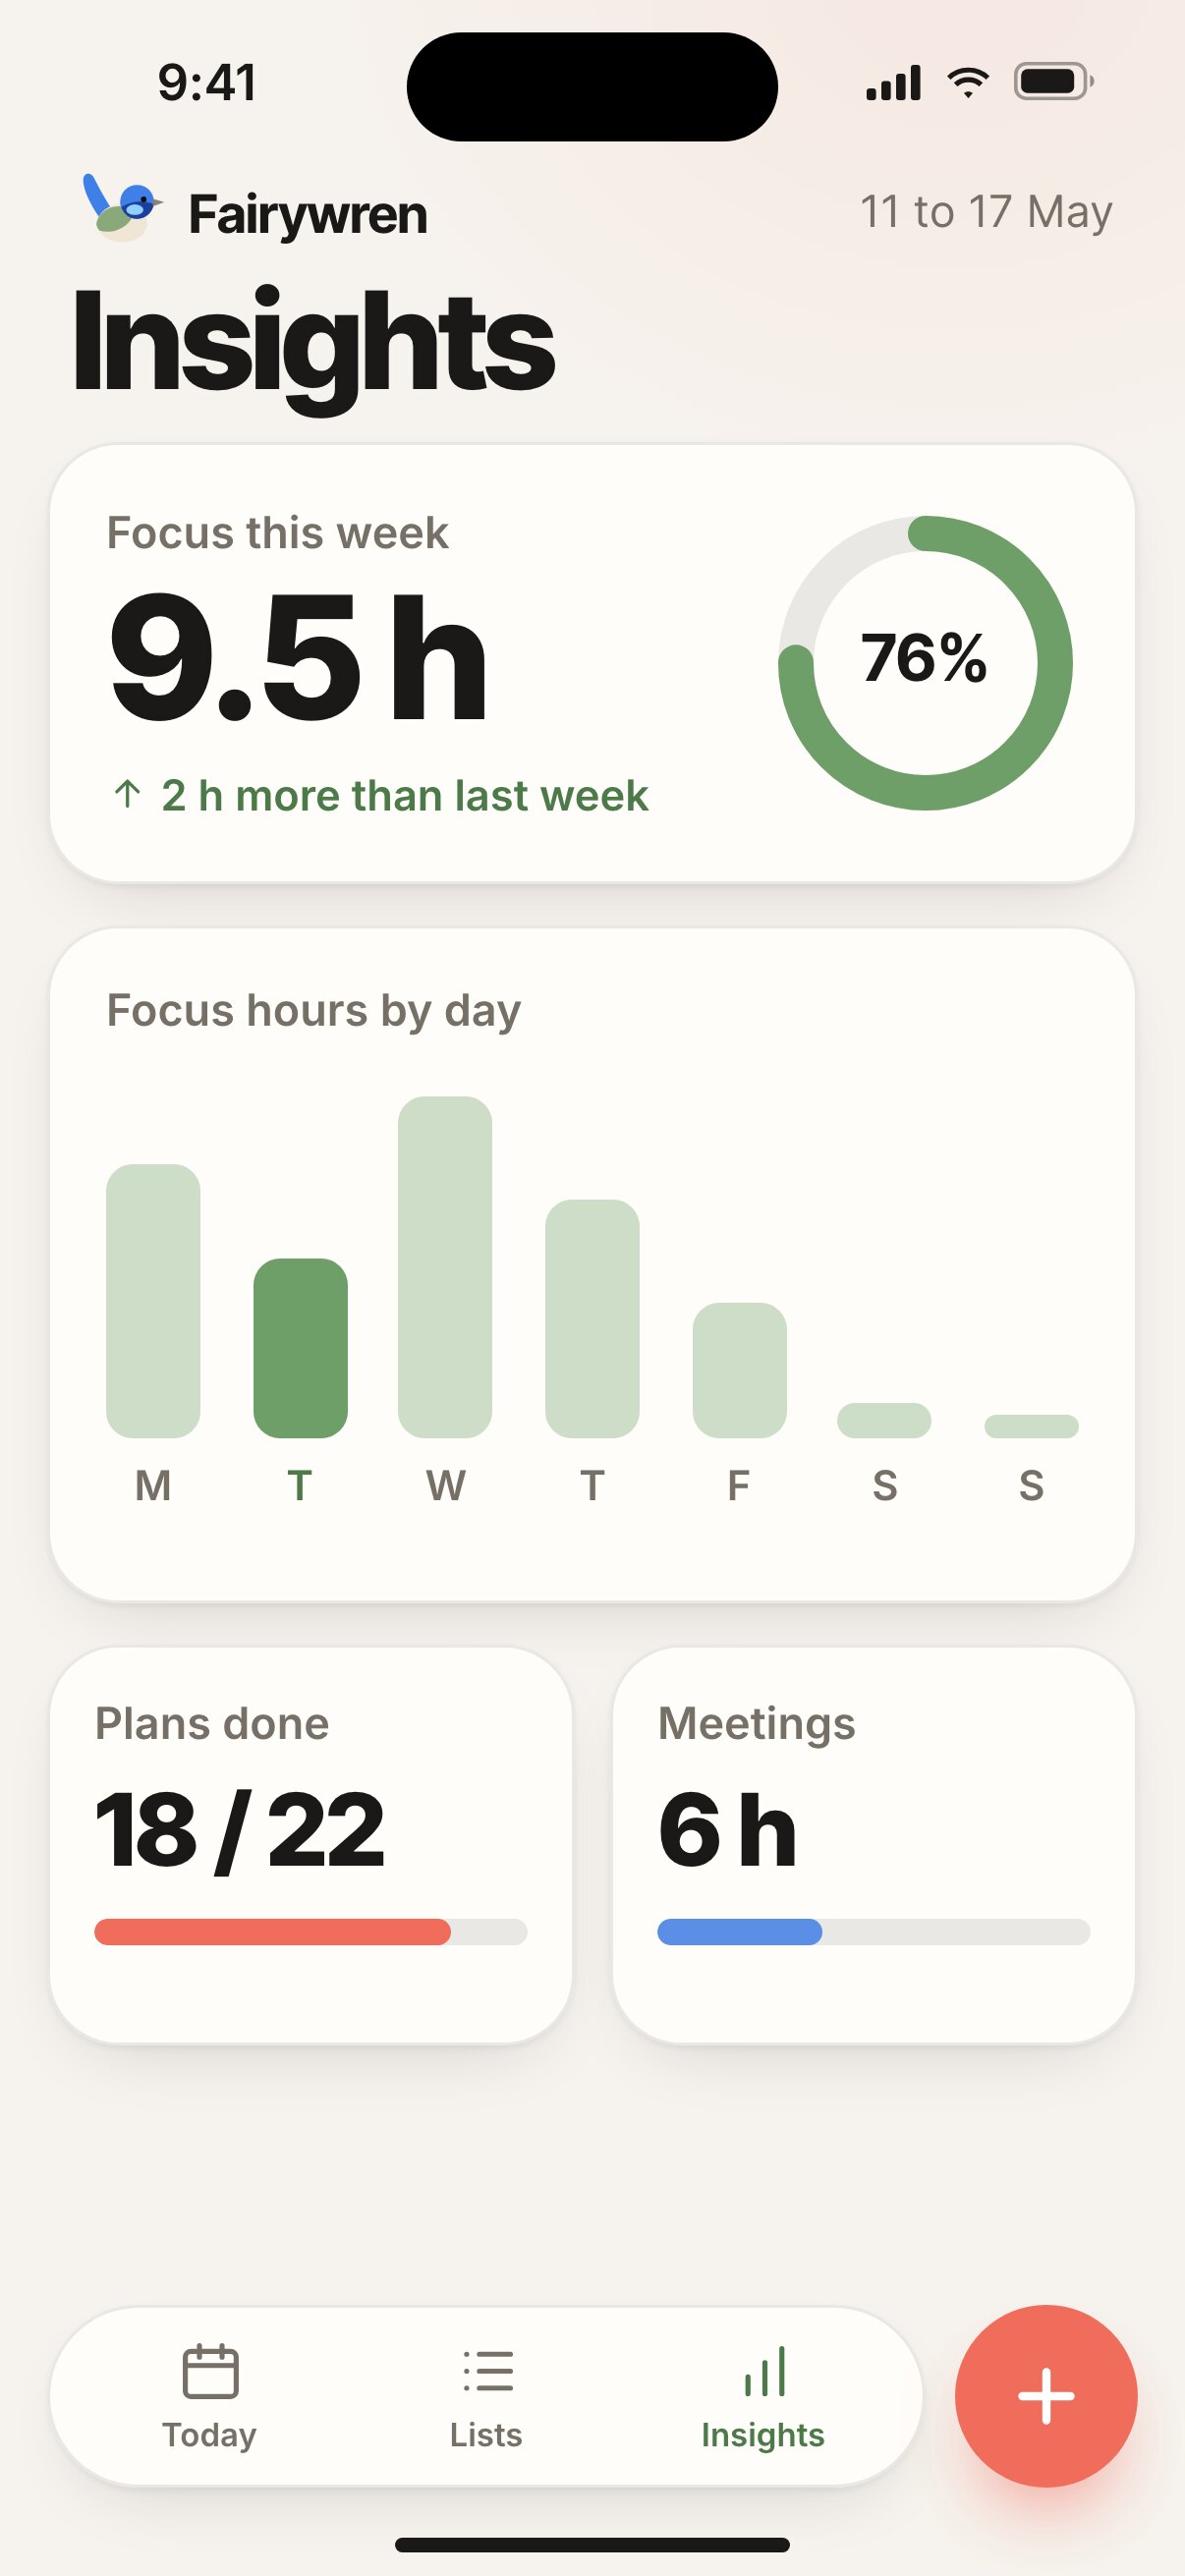 9:41
Fairywren
11 to 17 May
Insights
Focus this week
9.5 h
76%
↑ 2 h more than last week
Focus hours by day
M T W T F S S
Plans done
18 / 22
Meetings
6 h
Today
Lists
Insights